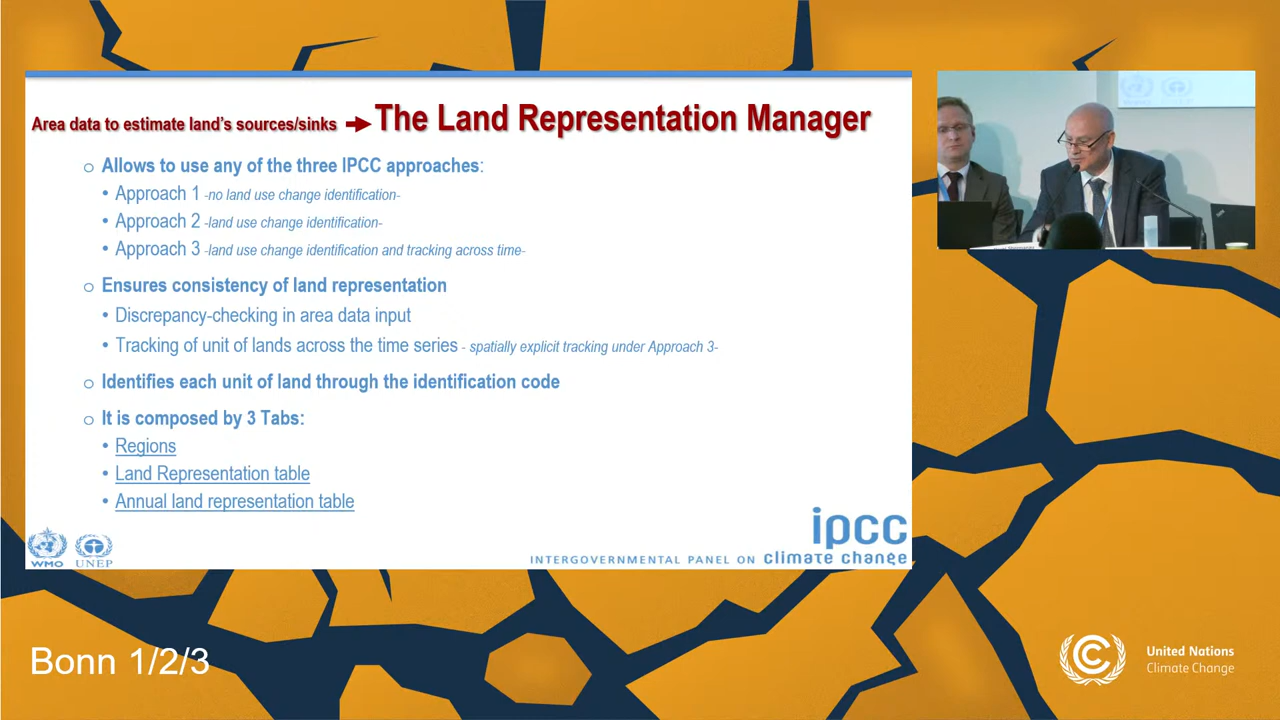 Area data to estimate land's sources/sinks The Land Representation Manager
o Allows to use any of the three IPCC approaches:
• Approach 1 -no land use change identification-
• Approach 2 -land use change identification-
• Approach 3 -land use change identification and tracking across time-
o Ensures consistency of land representation
• Discrepancy-checking in area data input
• Tracking of unit of lands across the time series - spatially explicit tracking under Approach 3-
o Identifies each unit of land through the identification code
o It is composed by 3 Tabs:
• Regions
• Land Representation table
• Annual land representation table
WMO UNEP
ipcc
INTERGOVERNMENTAL PANEL ON climate change
Bonn 1/2/3
United Nations
Climate Change